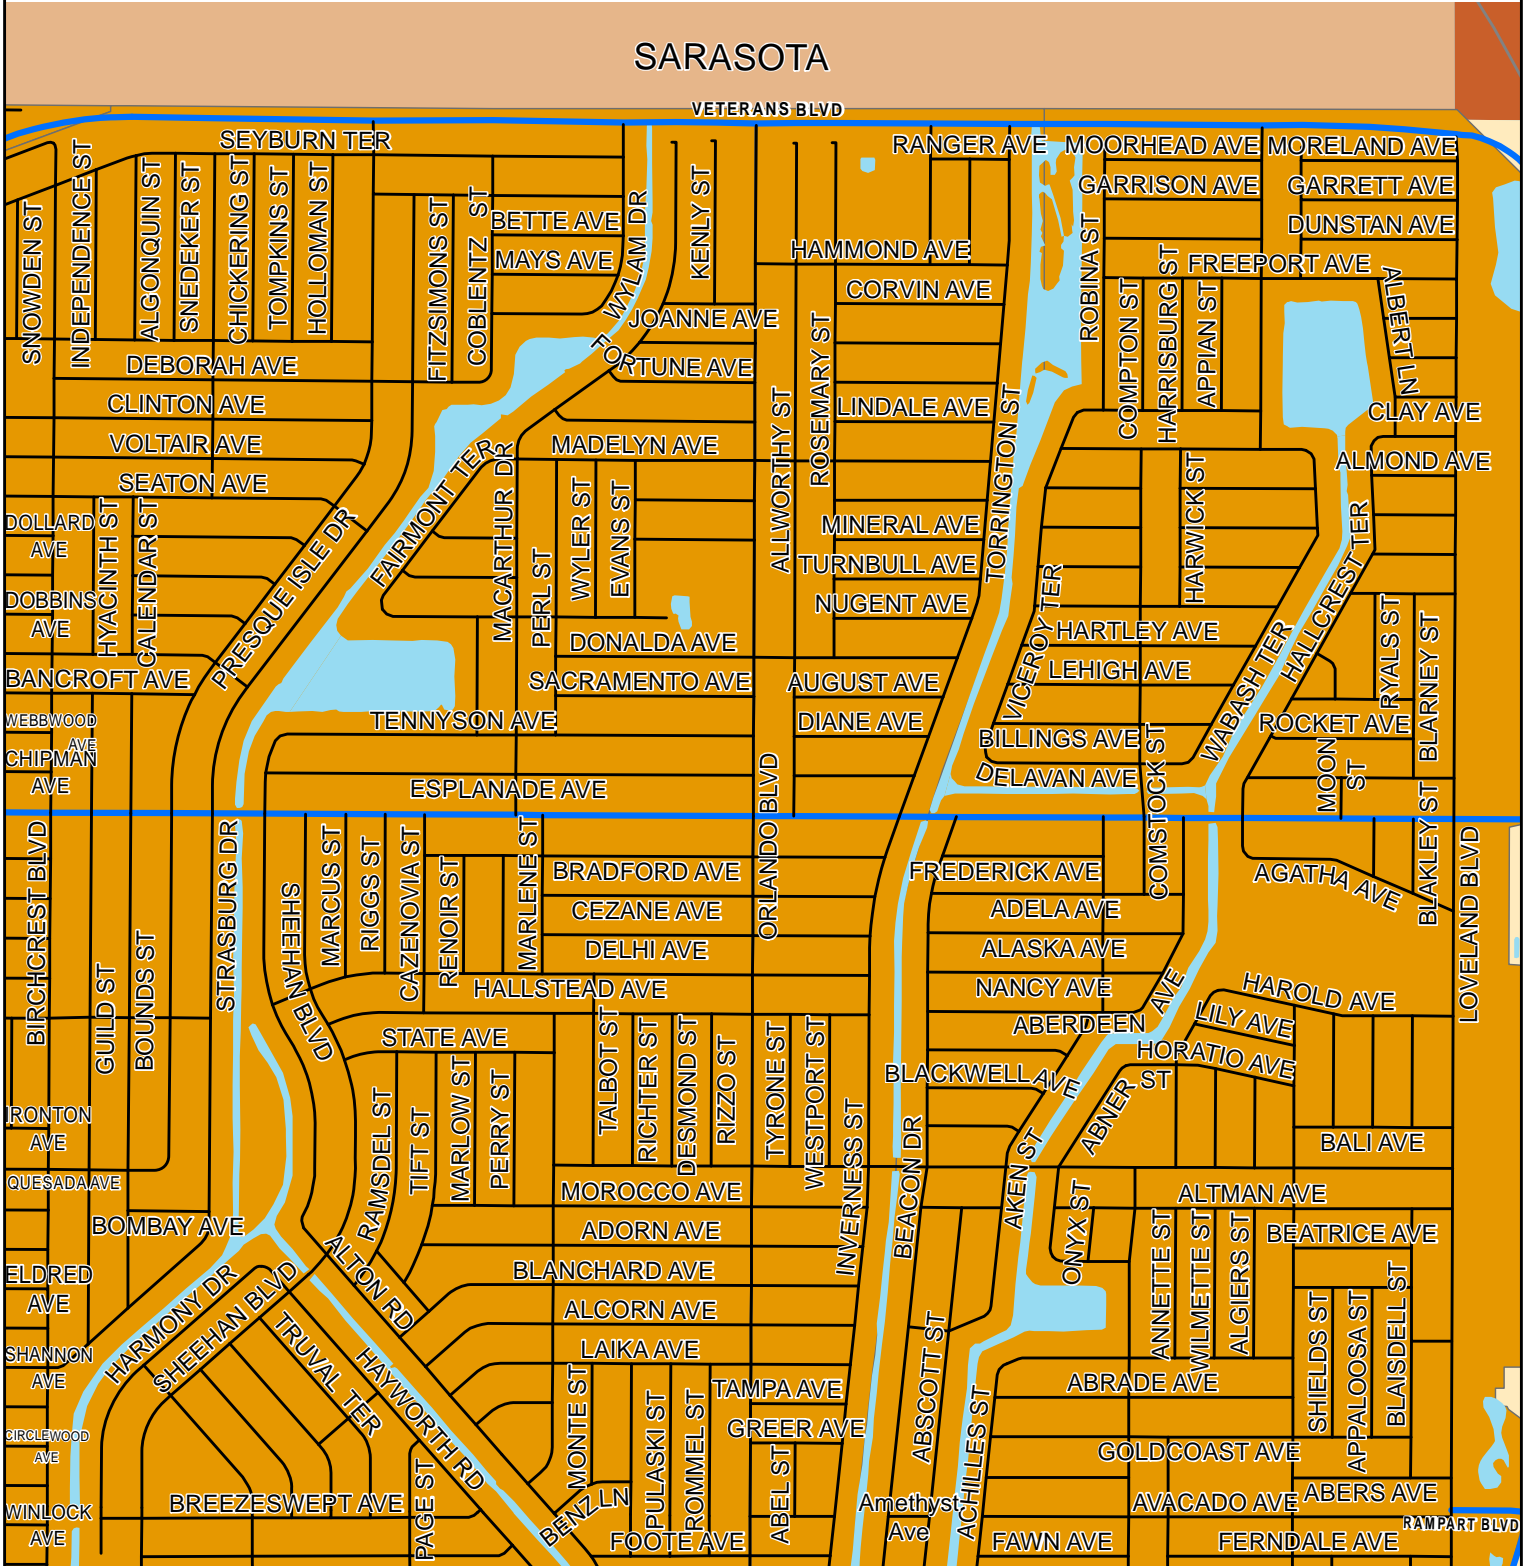 SARASOTA
VETERANS BLVD
SEYBURN TER
RANGER AVE
MOORHEAD AVE
MORELAND AVE
GARRISON AVE
GARRETT AVE
DUNSTAN AVE
SNOWDEN ST
INDEPENDENCE ST
ALGONQUIN ST
SNEDEKER ST
CHICKERING ST
TOMPKINS ST
HOLLOMAN ST
FITZSIMONS ST
COBLENTZ ST
BETTE AVE
MAYS AVE
WYLAM DR
KENLY ST
HAMMOND AVE
CORVIN AVE
ROBINA ST
FREEPORT AVE
COMPTON ST
HARRISBURG ST
APPIAN ST
ALBERT LN
JOANNE AVE
FORTUNE AVE
ROSEMARY ST
DEBORAH AVE
CLINTON AVE
VOLTAIR AVE
SEATON AVE
LINDALE AVE
CLAY AVE
ALMOND AVE
MADELYN AVE
ALLWORTHY ST
TORRINGTON ST
FAIRMONT TER
MACARTHUR DR
PERL ST
WYLER ST
EVANS ST
HARWICK ST
DOLLARD
AVE
HYACINTH ST
CALENDAR ST
PRESQUE ISLE DR
MINERAL AVE
TURNBULL AVE
NUGENT AVE
DOBBINS
AVE
HILLCREST TER
RYALS ST
BLARNEY ST
VICEROY TER
HARTLEY AVE
LEHIGH AVE
WABASH TER
DONALDA AVE
SACRAMENTO AVE
AUGUST AVE
DIANE AVE
BANCROFT AVE
TENNYSON AVE
WEBBWOOD
AVE
CHIPMAN
AVE
BILLINGS AVE
DELAVAN AVE
COMSTOCK ST
ROCKET AVE
MOON
ST
ESPLANADE AVE
ORLANDO BLVD
BLAKLEY ST
LOVELAND BLVD
BIRCHCREST BLVD
GUILD ST
BOUNDS ST
STRASBURG DR
SHEEHAN BLVD
MARCUS ST
RIGGS ST
CAZENOVIA ST
RENOIR ST
MARLENE ST
BRADFORD AVE
CEZANE AVE
DELHI AVE
FREDERICK AVE
ADELA AVE
ALASKA AVE
NANCY AVE
AGATHA AVE
HALLSTEAD AVE
STATE AVE
ABERDEEN AVE
HAROLD AVE
LILY AVE
HORATIO AVE
TALBOT ST
RICHTER ST
DESMOND ST
RIZZO ST
TYRONE ST
WESTPORT ST
INVERNESS ST
BEACON DR
BLACKWELL AVE
ABNER ST
AKEN ST
BALI AVE
IRONTON
AVE
RAMSDEL ST
TIFT ST
MARLOW ST
PERRY ST
QUESADA AVE
BOMBAY AVE
MOROCCO AVE
ADORN AVE
BLANCHARD AVE
ALCORN AVE
LAIKA AVE
ONYX ST
ALTMAN AVE
BEATRICE AVE
ANNETTE ST
WILMETTE ST
ALGIERS ST
ELDRED
AVE
HARMONY DR
SHEEHAN BLVD
ALTON RD
TRUVAL TER
HAYWORTH RD
SHIELDS ST
APPALOOSA ST
BLAISDELL ST
SHANNON
AVE
ABSCOTT ST
ACHILLES ST
TAMPA AVE
GREER AVE
ABRADE AVE
MONTE ST
PULASKI ST
ROMMEL ST
ABEL ST
CIRCLEWOOD
AVE
GOLDCOAST AVE
AVACADO AVE
ABERS AVE
BREEZESWEPT AVE
PAGE ST
BENZ LN
WINLOCK
AVE
Amethyst
Ave
RAMPART BLVD
FOOTE AVE
FAWN AVE
FERNDALE AVE